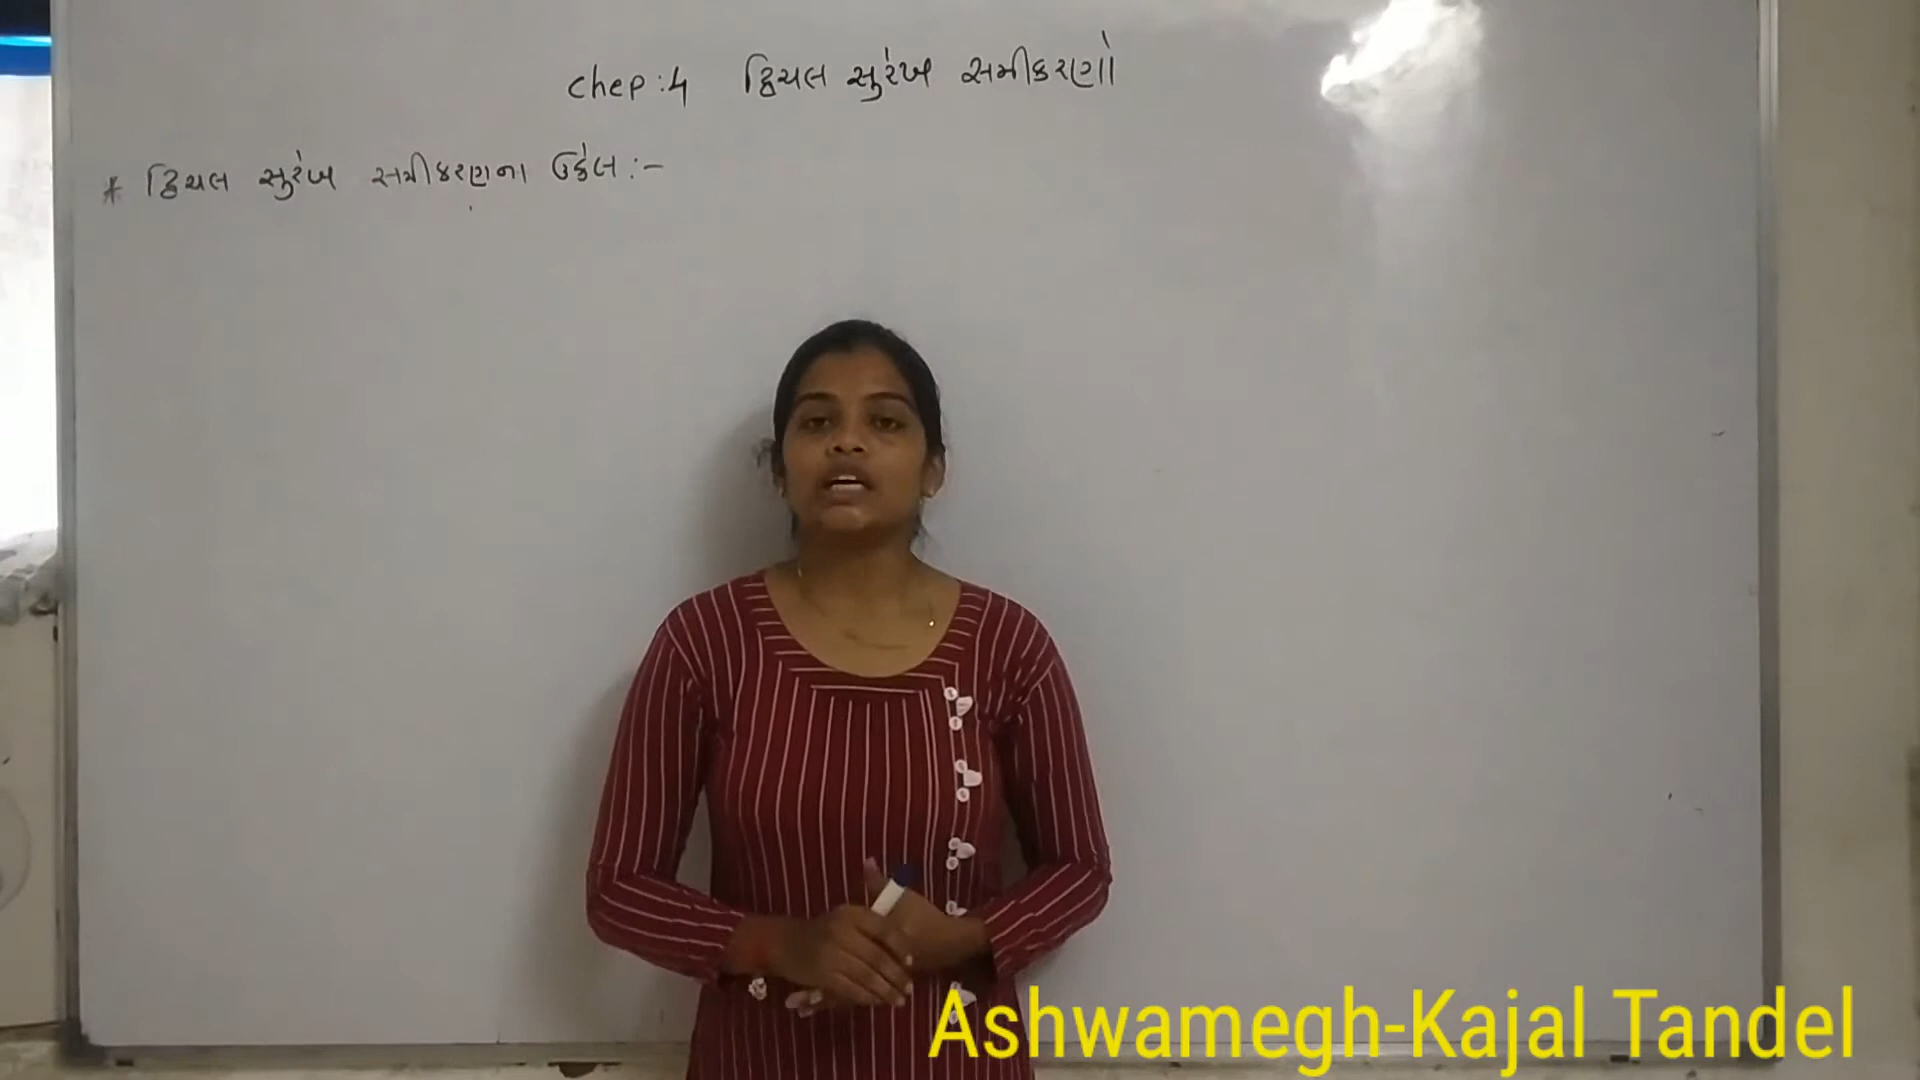 chep : 4 દ્વિચલ સુરેખ સમીકરણો
* દ્વિચલ સુરેખ સમીકરણના ઉકેલ :-
Ashwamegh-Kajal Tandel